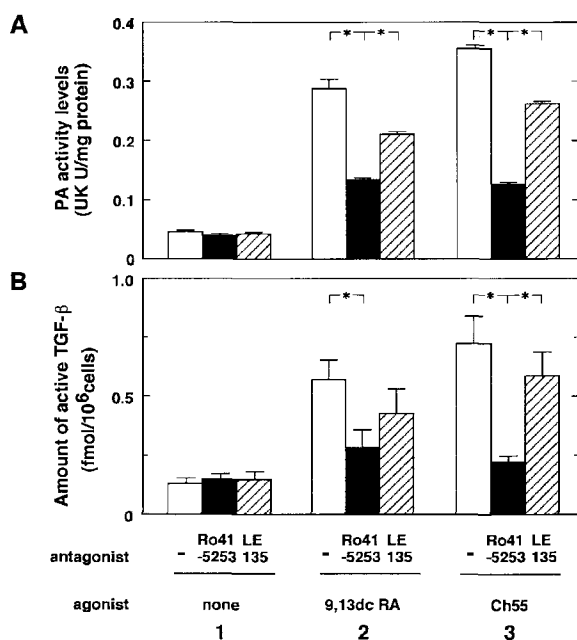 A
PA activity levels
(UK U/mg protein)
0.4
0.3
0.2
0.1
0
* *
* *
B
Amount of active TGF-β
(fmol/10⁶cells)
1.0
0.5
0
*
* *
antagonist - Ro41 -5253 LE 135 - Ro41 -5253 LE 135 - Ro41 -5253 LE 135
agonist none 9,13dc RA Ch55
1 2 3